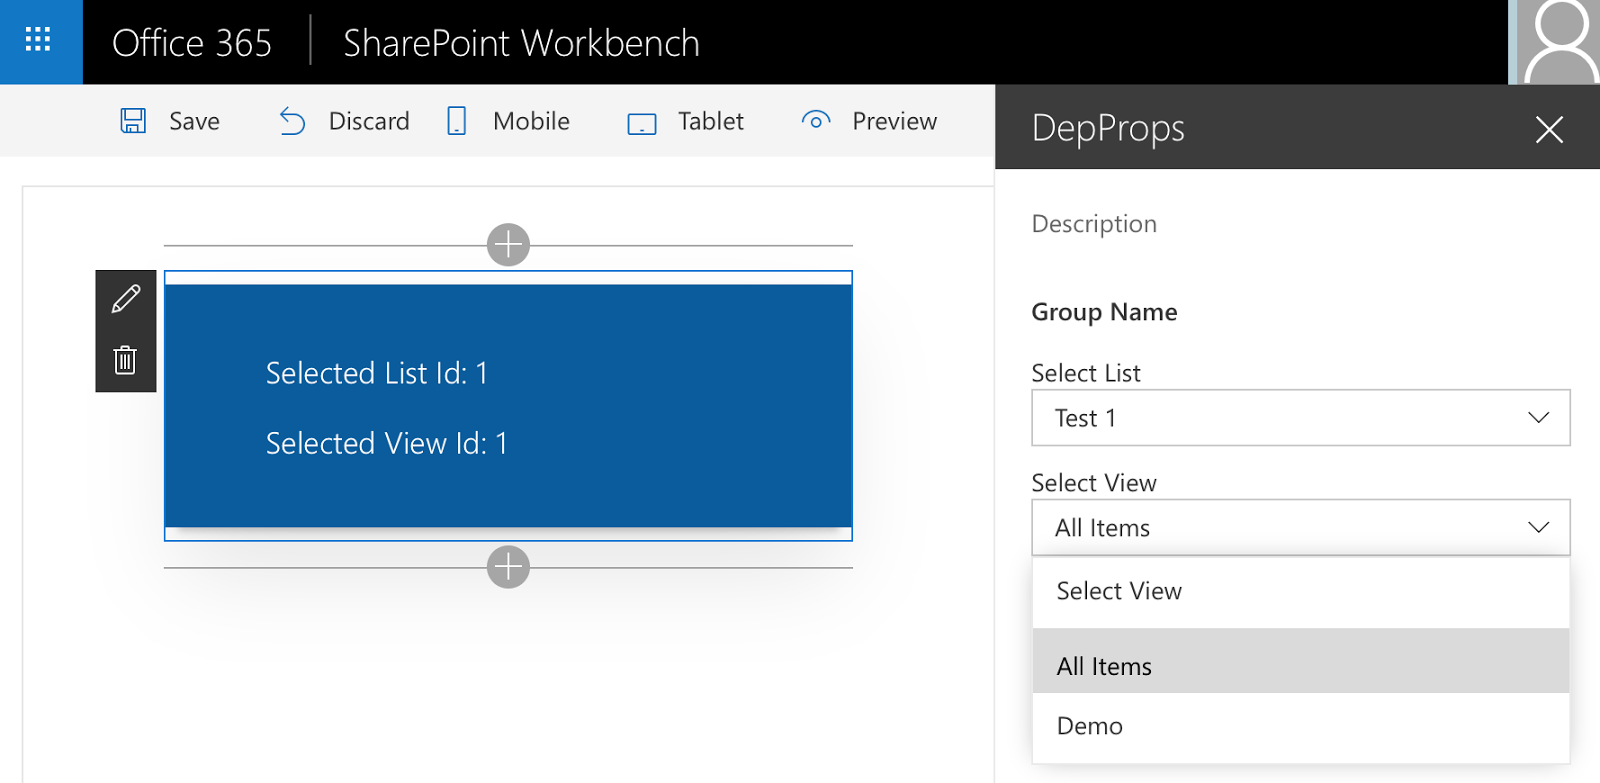 Office 365 SharePoint Workbench
Save Discard Mobile Tablet Preview
Selected List Id: 1
Selected View Id: 1
DepProps
Description
Group Name
Select List
Test 1
Select View
All Items
Select View
All Items
Demo